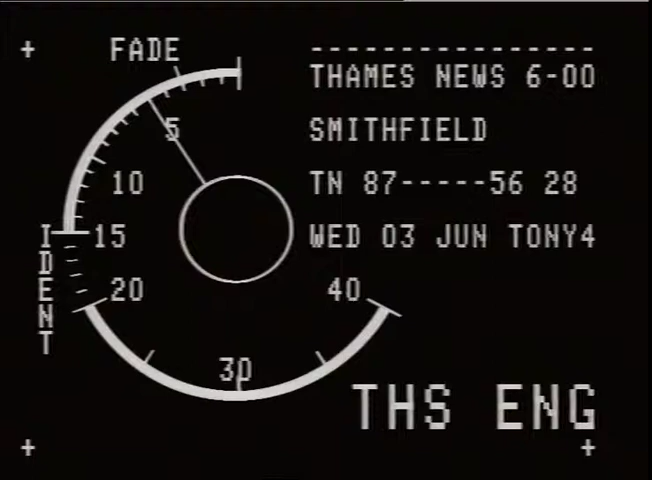 FADE
----------------
THAMES NEWS 6-00
5
SMITHFIELD
10
TN 87-----56 28
IDENT
15
WED 03 JUN TONY4
20
40
30
THS ENG